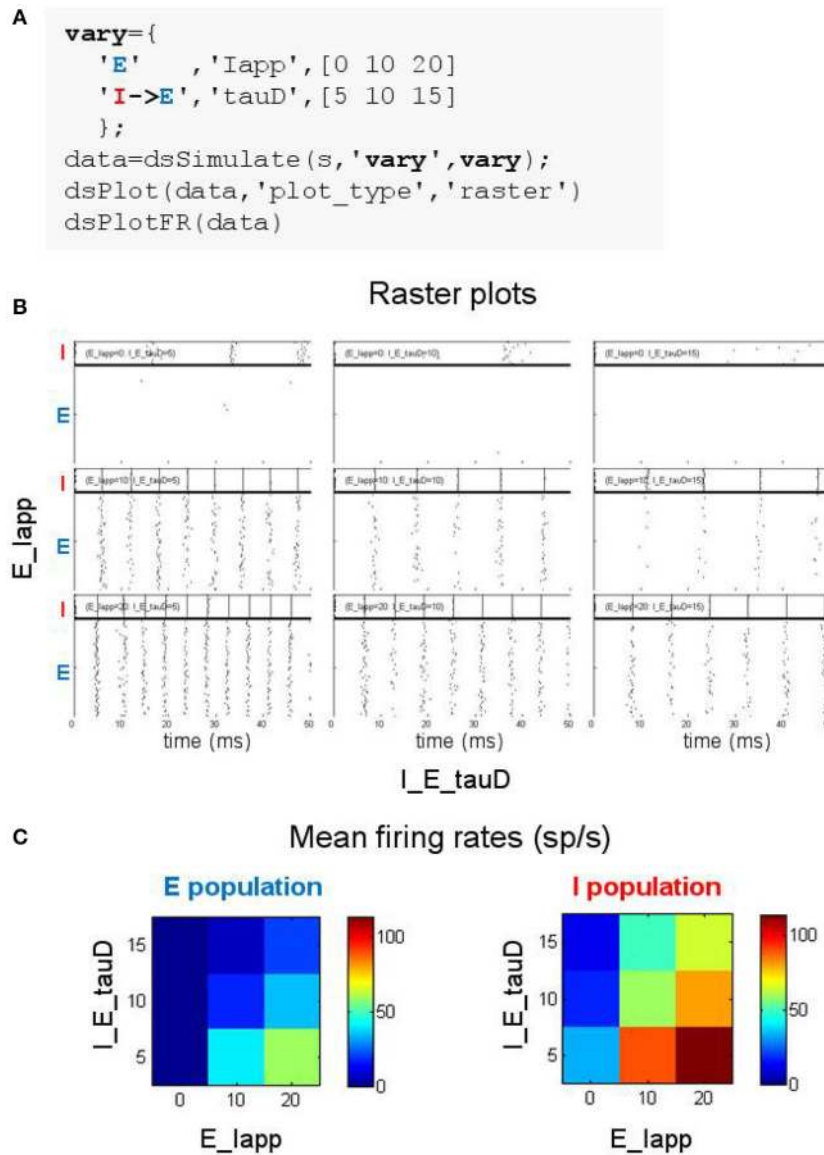 A
vary={
'E' ,'Iapp',[0 10 20]
'I->E','tauD',[5 10 15]
};
data=dsSimulate(s,'vary',vary);
dsPlot(data,'plot_type','raster')
dsPlotFR(data)
B
Raster plots
I (E_Iapp=0: I_E_tauD=5) (E_Iapp=0: I_E_tauD=10) (E_Iapp=0: I_E_tauD=15)
E
I (E_Iapp=10: I_E_tauD=5) (E_Iapp=10: I_E_tauD=10) (E_Iapp=10: I_E_tauD=15)
E_Iapp
E
I (E_Iapp=20: I_E_tauD=5) (E_Iapp=20: I_E_tauD=10) (E_Iapp=20: I_E_tauD=15)
E
0 10 20 30 40 50 0 10 20 30 40 50 0 10 20 30 40 50
time (ms) time (ms) time (ms)
I_E_tauD
C
Mean firing rates (sp/s)
E population I population
I_E_tauD
15
10
5
0 10 20
E_Iapp
100
50
0
I_E_tauD
15
10
5
0 10 20
E_Iapp
100
50
0